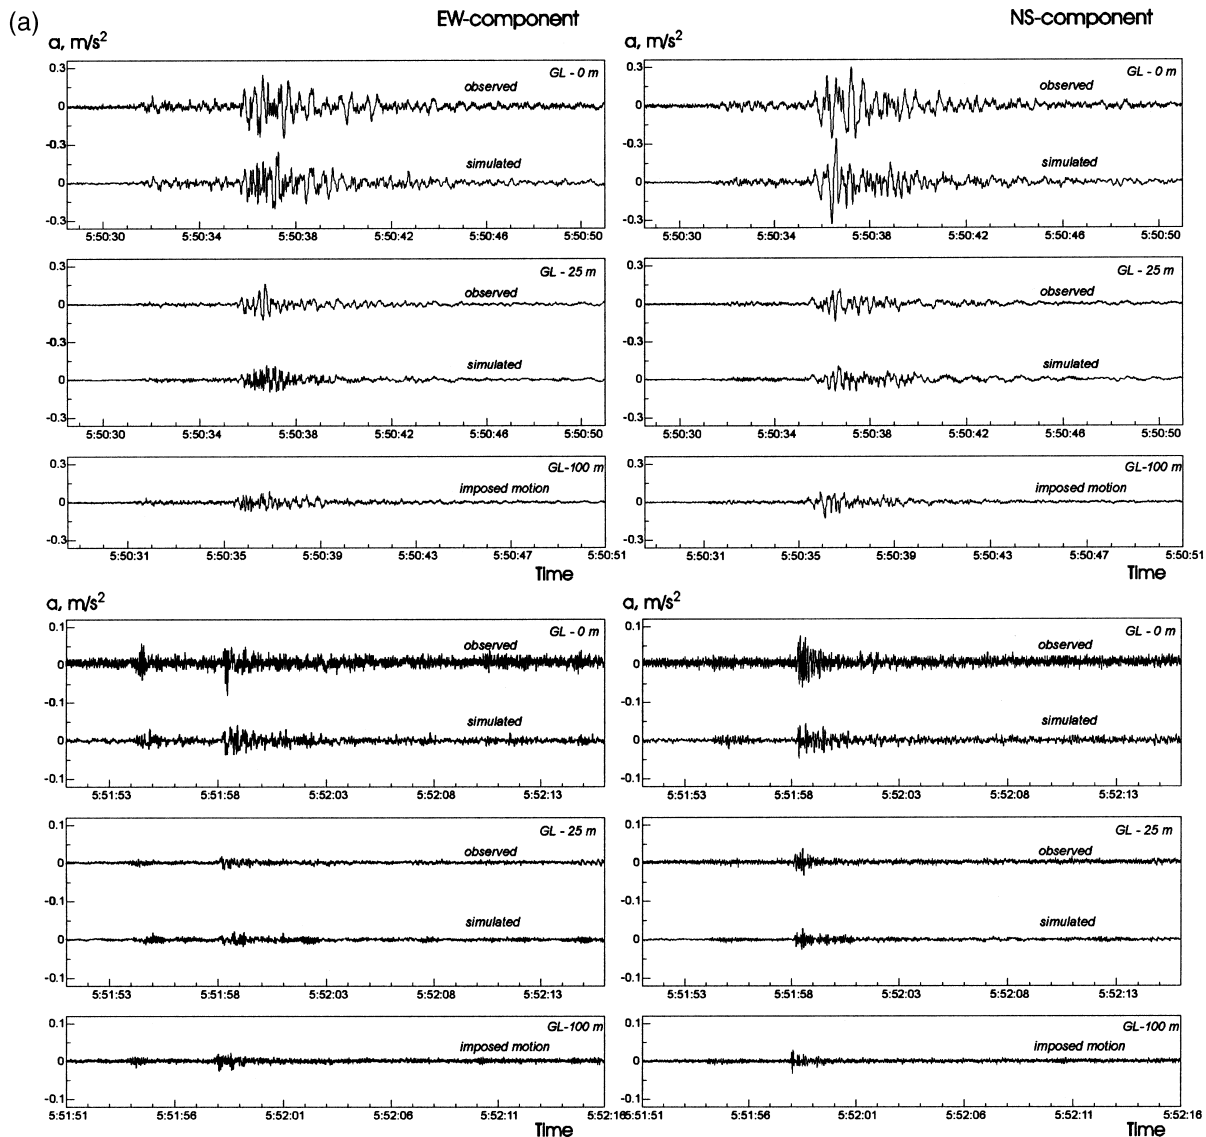 (a)
EW-component
NS-component
a, m/s2
a, m/s2
0.3
GL - 0 m
observed
0
-0.3
simulated
0
-0.3
5:50:30 5:50:34 5:50:38 5:50:42 5:50:46 5:50:50
0.3
GL - 0 m
observed
0
-0.3
simulated
0
-0.3
5:50:30 5:50:34 5:50:38 5:50:42 5:50:46 5:50:50
0.3
GL - 25 m
observed
0
-0.3
simulated
0
-0.3
5:50:30 5:50:34 5:50:38 5:50:42 5:50:46 5:50:50
0.3
GL - 25 m
observed
0
-0.3
simulated
0
-0.3
5:50:30 5:50:34 5:50:38 5:50:42 5:50:46 5:50:50
0.3
GL-100 m
imposed motion
0
-0.3
5:50:31 5:50:35 5:50:39 5:50:43 5:50:47 5:50:51
Time
0.3
GL-100 m
imposed motion
0
-0.3
5:50:31 5:50:35 5:50:39 5:50:43 5:50:47 5:50:51
Time
a, m/s2
a, m/s2
0.1
GL - 0 m
observed
0
-0.1
simulated
0
-0.1
5:51:53 5:51:58 5:52:03 5:52:08 5:52:13
0.1
GL - 0 m
observed
0
-0.1
simulated
0
-0.1
5:51:53 5:51:58 5:52:03 5:52:08 5:52:13
0.1
GL - 25 m
observed
0
-0.1
simulated
0
-0.1
5:51:53 5:51:58 5:52:03 5:52:08 5:52:13
0.1
GL - 25 m
observed
0
-0.1
simulated
0
-0.1
5:51:53 5:51:58 5:52:03 5:52:08 5:52:13
0.1
GL-100 m
imposed motion
0
-0.1
5:51:51 5:51:56 5:52:01 5:52:06 5:52:11 5:52:16
Time
0.1
GL-100 m
imposed motion
0
-0.1
5:51:51 5:51:56 5:52:01 5:52:06 5:52:11 5:52:16
Time